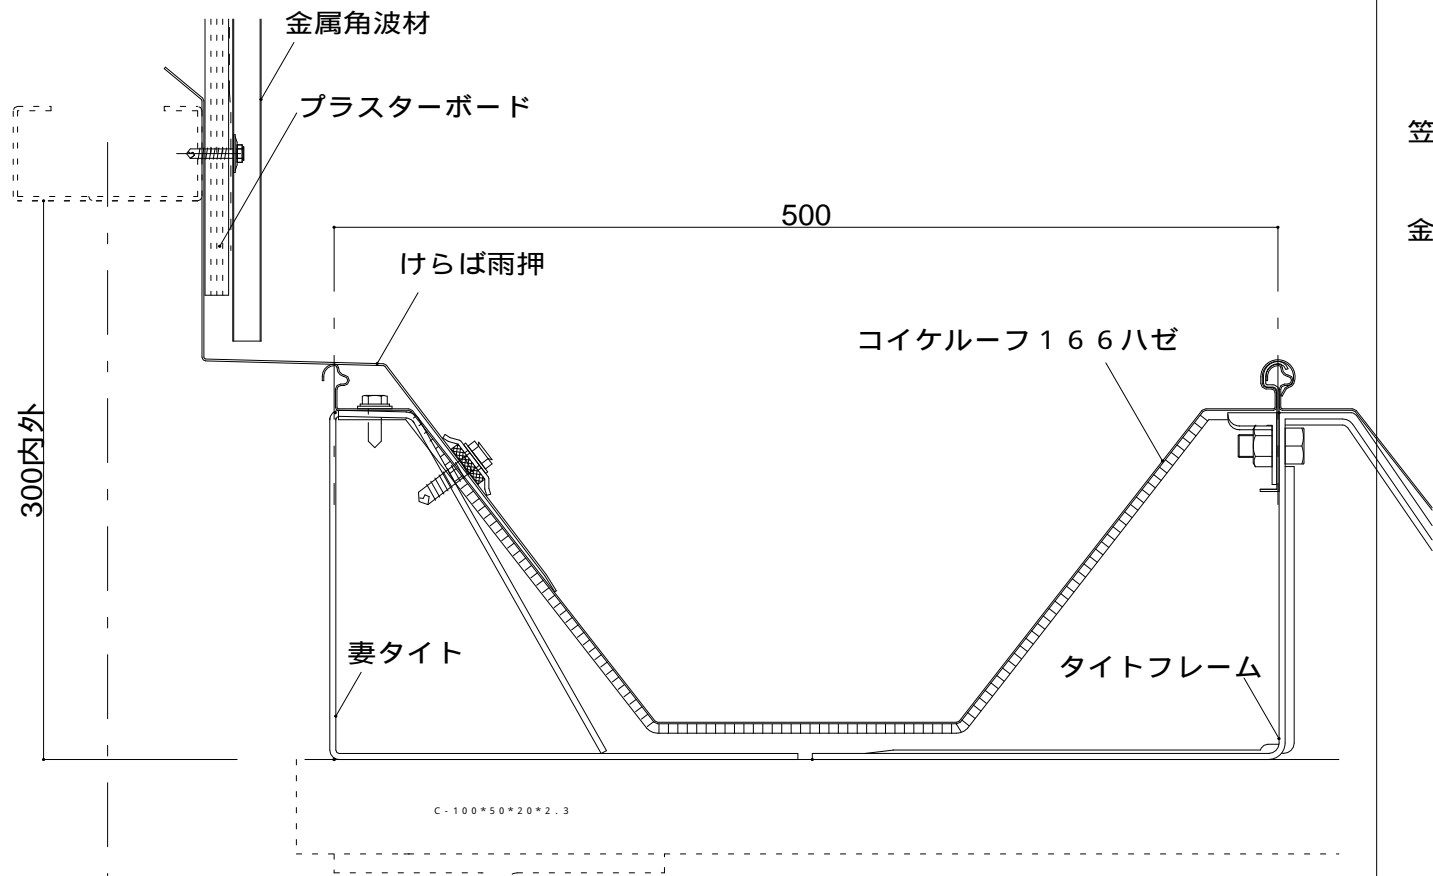 金属角波材
プラスターボード
笠
500
金
けらば雨押
コイケルーフ１６６ハゼ
300内外
妻タイト
タイトフレーム
C-100*50*20*2.3